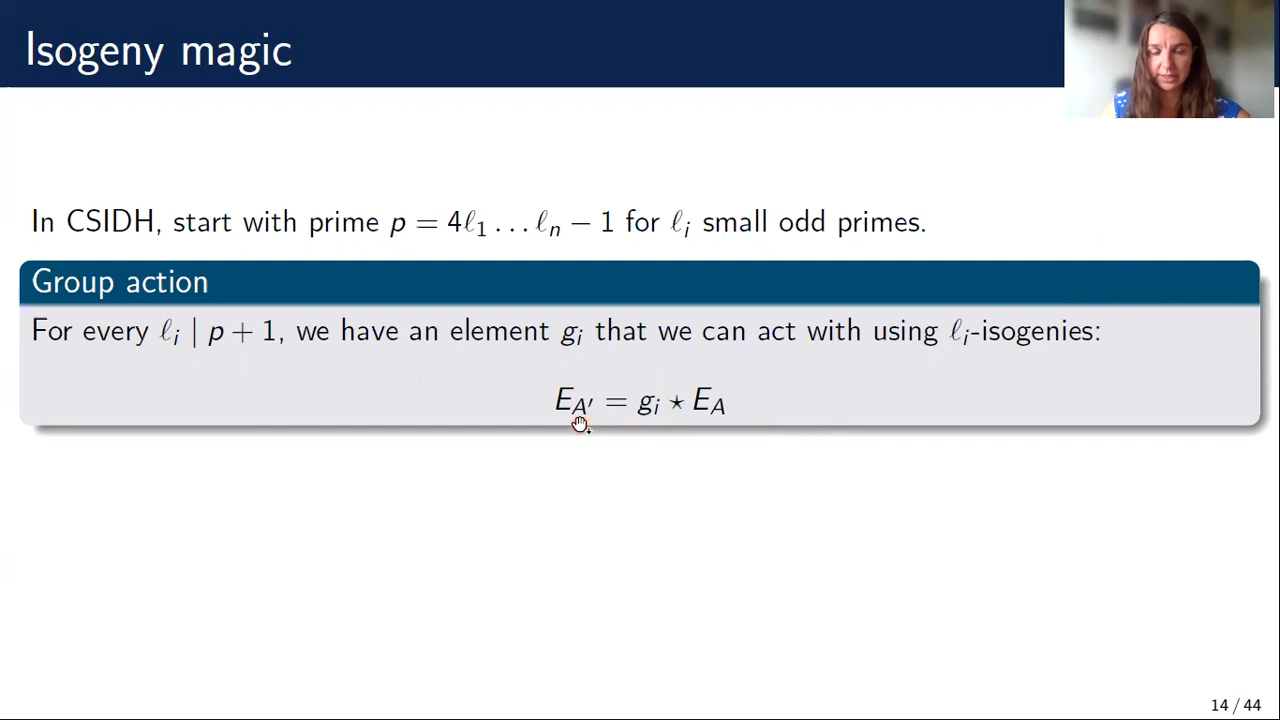 Isogeny magic
In CSIDH, start with prime p = 4ℓ₁ … ℓₙ − 1 for ℓᵢ small odd primes.
Group action
For every ℓᵢ | p + 1, we have an element gᵢ that we can act with using ℓᵢ-isogenies:
E_{A′} = gᵢ ⋆ E_A
14 / 44